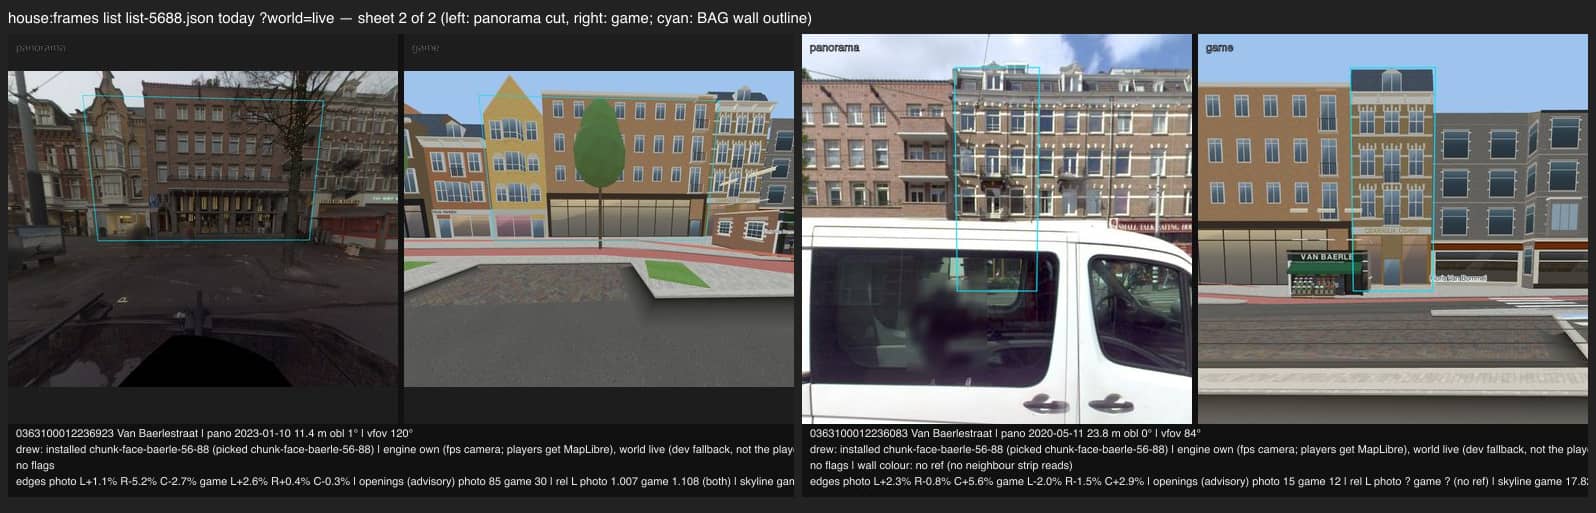 house:frames list list-5688.json today ?world=live — sheet 2 of 2 (left: panorama cut, right: game; cyan: BAG wall outline)
panorama
game
panorama
game
VAN BAERLE
0363100012236923 Van Baerlestraat | pano 2023-01-10 11.4 m obl 1° | vfov 120°
drew: installed chunk-face-baerle-56-88 (picked chunk-face-baerle-56-88) | engine own (fps camera; players get MapLibre), world live (dev fallback, not the play
no flags
edges photo L+1.1% R-5.2% C-2.7% game L+2.6% R+0.4% C-0.3% | openings (advisory) photo 85 game 30 | rel L photo 1.007 game 1.108 (both) | skyline gam
0363100012236083 Van Baerlestraat | pano 2020-05-11 23.8 m obl 0° | vfov 84°
drew: installed chunk-face-baerle-56-88 (picked chunk-face-baerle-56-88) | engine own (fps camera; players get MapLibre), world live (dev fallback, not the playe
no flags | wall colour: no ref (no neighbour strip reads)
edges photo L+2.3% R-0.8% C+5.6% game L-2.0% R-1.5% C+2.9% | openings (advisory) photo 15 game 12 | rel L photo ? game ? (no ref) | skyline game 17.82